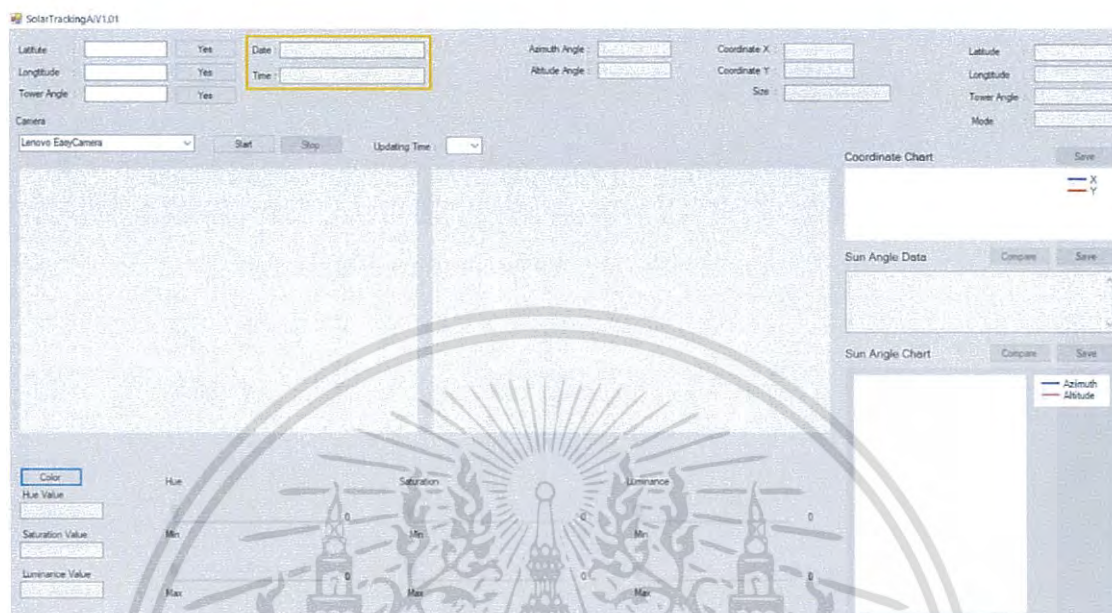 SolarTrackingAiV1.01
Latitute : Yes Date : Azimuth Angle : Coordinate X : Latitude :
Longtitude : Yes Time : Altitude Angle : Coordinate Y : Longtitude :
Tower Angle : Yes Size : Tower Angle :
Mode :
Camera
Lenovo EasyCamera Start Stop Updating Time :
Coordinate Chart Save
X
Y
Sun Angle Data Compare Save
Sun Angle Chart Compare Save
Azimuth
Altitude
Color Hue Saturation Luminance
Hue Value
0 0 0
Saturation Value Min Min Min
Luminance Value 0 0 0
Max Max Max